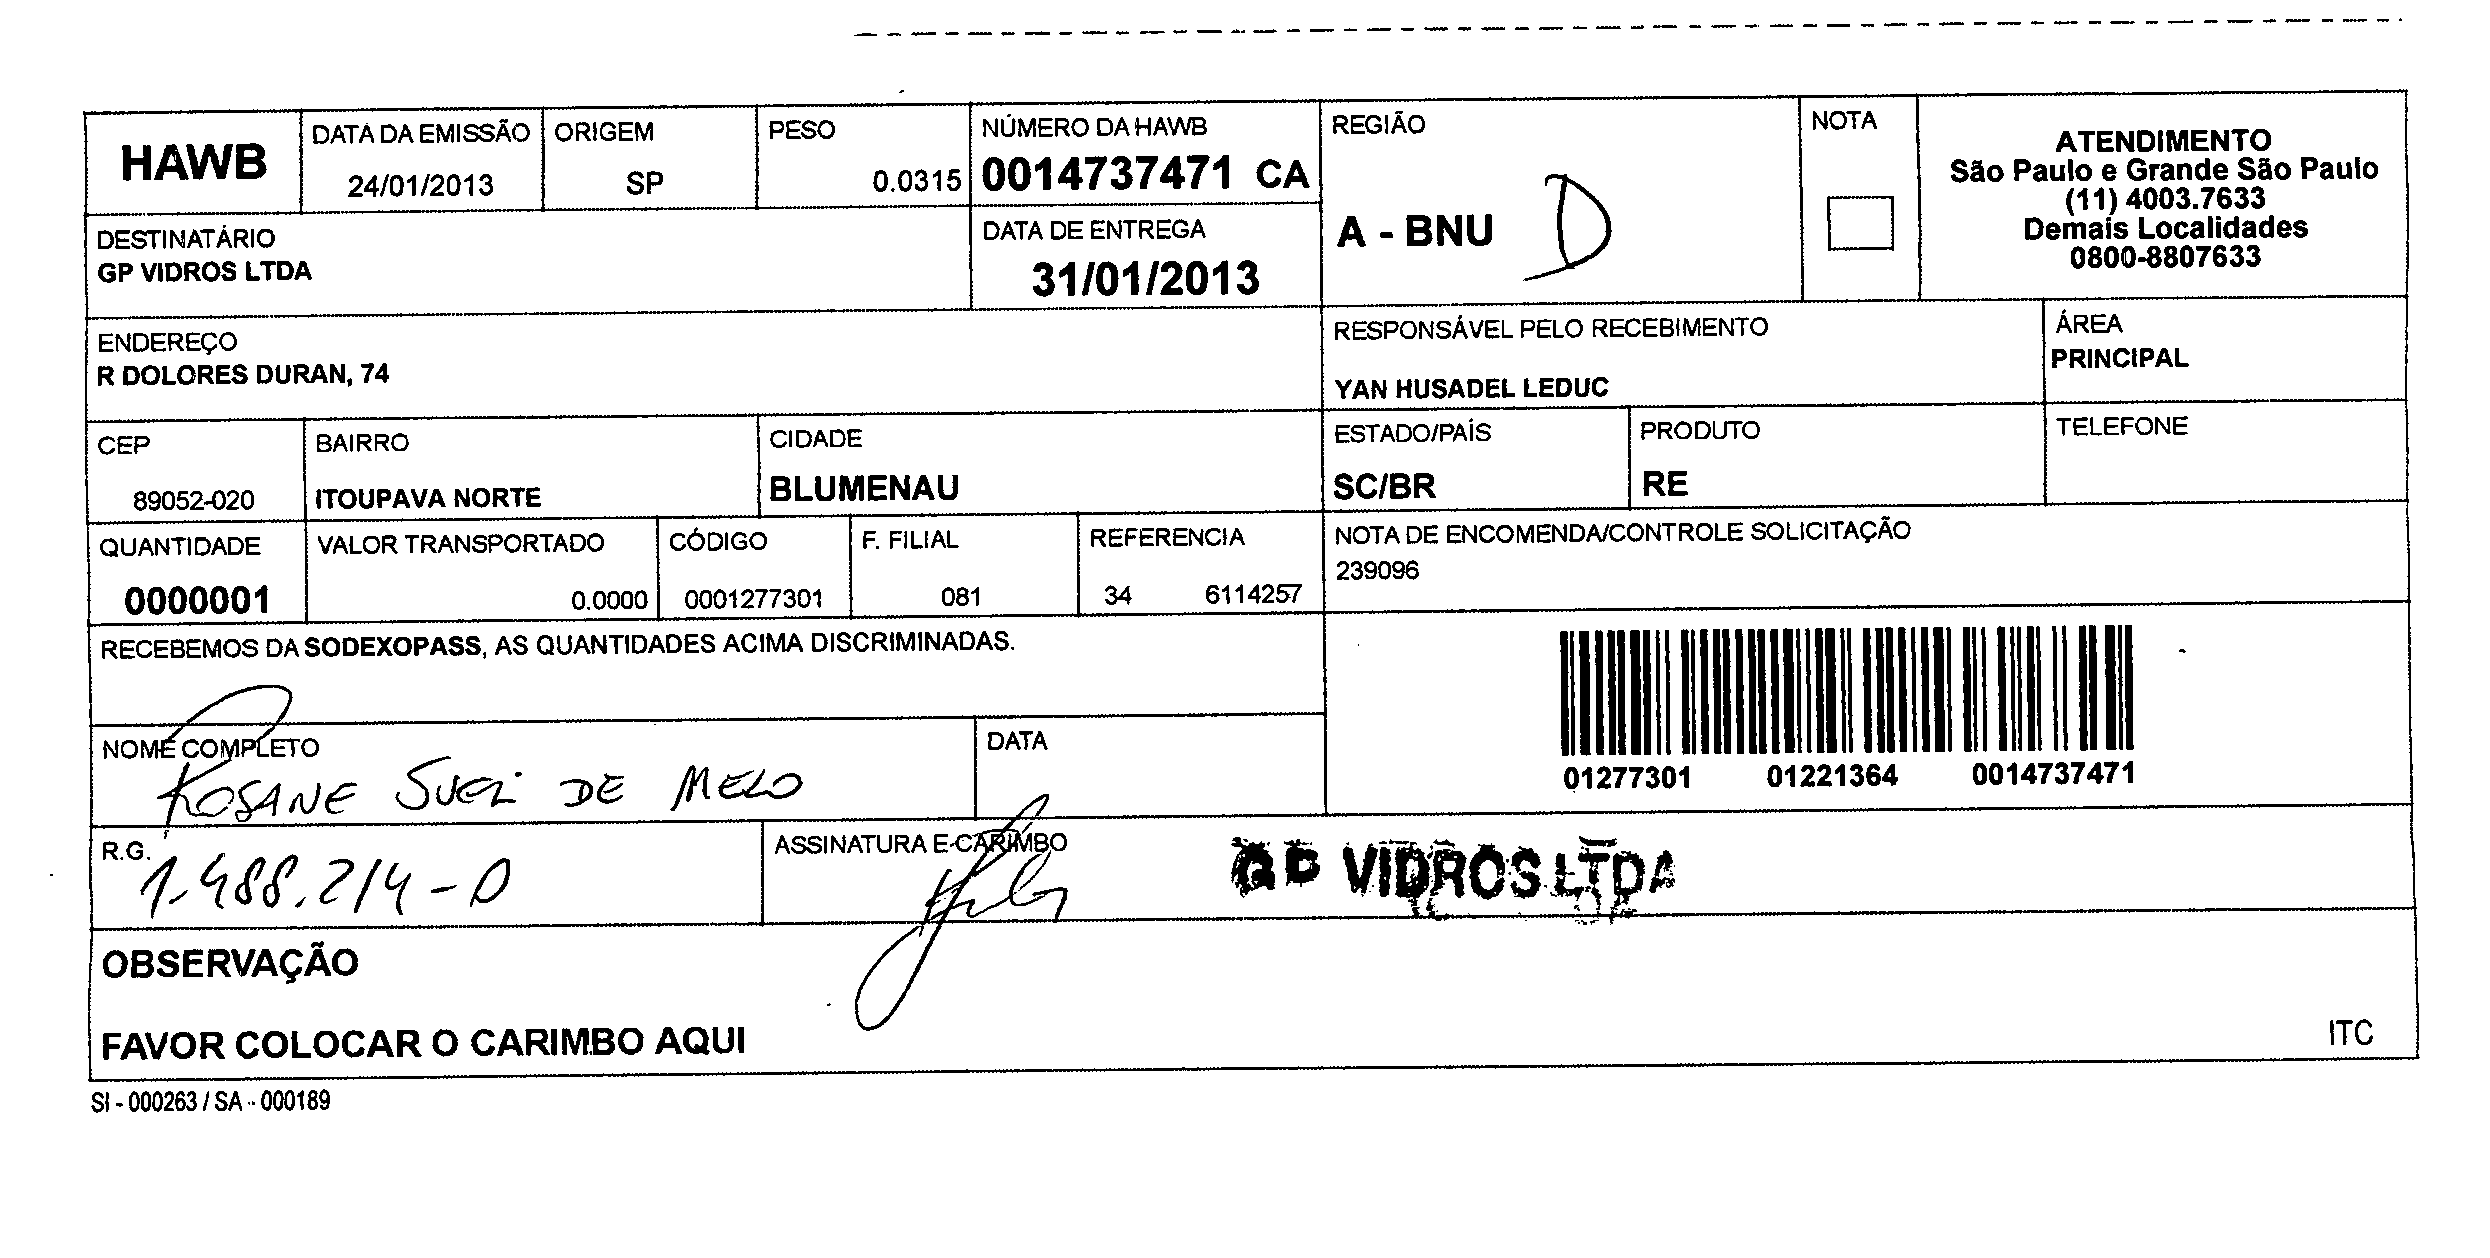 HAWB
DATA DA EMISSÃO
24/01/2013
ORIGEM
SP
PESO
0.0315
NÚMERO DA HAWB
0014737471 CA
REGIÃO
A - BNU D
NOTA
ATENDIMENTO
São Paulo e Grande São Paulo
(11) 4003.7633
Demais Localidades
0800-8807633
DESTINATÁRIO
GP VIDROS LTDA
DATA DE ENTREGA
31/01/2013
ENDEREÇO
R DOLORES DURAN, 74
RESPONSÁVEL PELO RECEBIMENTO
YAN HUSADEL LEDUC
ÁREA
PRINCIPAL
CEP
89052-020
BAIRRO
ITOUPAVA NORTE
CIDADE
BLUMENAU
ESTADO/PAÍS
SC/BR
PRODUTO
RE
TELEFONE
QUANTIDADE
0000001
VALOR TRANSPORTADO
0.0000
CÓDIGO
0001277301
F. FILIAL
081
REFERENCIA
34 6114257
NOTA DE ENCOMENDA/CONTROLE SOLICITAÇÃO
239096
RECEBEMOS DA SODEXOPASS, AS QUANTIDADES ACIMA DISCRIMINADAS.
01277301 01221364 0014737471
NOME COMPLETO
ROSANE SUELI DE MELO
DATA
R.G.
1.488.214-0
ASSINATURA E CARIMBO
GP VIDROS LTDA
OBSERVAÇÃO
FAVOR COLOCAR O CARIMBO AQUI
ITC
SI - 000263 / SA - 000189